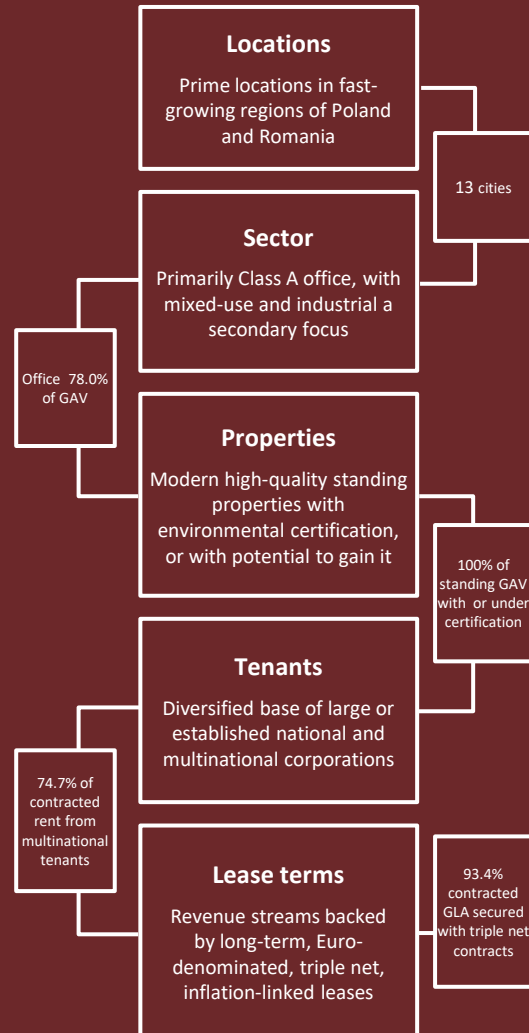 Locations
Prime locations in fast-
growing regions of Poland
and Romania
13 cities
Sector
Primarily Class A office, with
mixed-use and industrial a
secondary focus
Office 78.0%
of GAV
Properties
Modern high-quality standing
properties with
environmental certification,
or with potential to gain it
100% of
standing GAV
with or under
certification
Tenants
Diversified base of large or
established national and
multinational corporations
74.7% of
contracted
rent from
multinational
tenants
Lease terms
Revenue streams backed
by long-term, Euro-
denominated, triple net,
inflation-linked leases
93.4%
contracted
GLA secured
with triple net
contracts